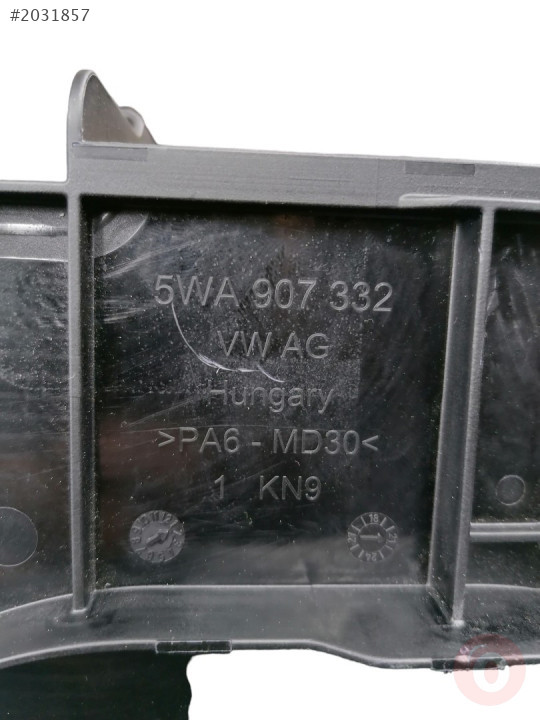 #2031857
5WA 907 332
VW AG
Hungary
>PA6 - MD30<
1 KN9